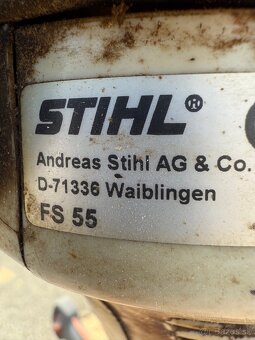 STIHL®
Andreas Stihl AG & Co.
D-71336 Waiblingen
FS 55